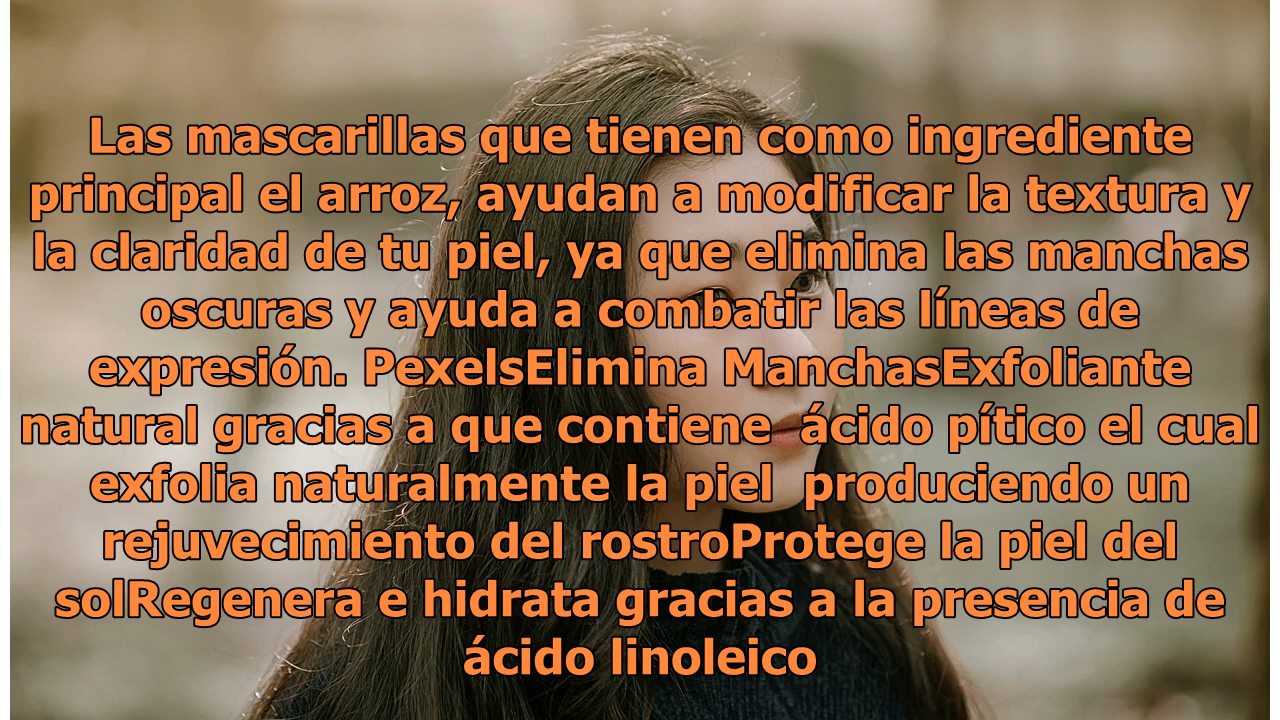 Las mascarillas que tienen como ingrediente
principal el arroz, ayudan a modificar la textura y
la claridad de tu piel, ya que elimina las manchas
oscuras y ayuda a combatir las líneas de
expresión. PexelsElimina ManchasExfoliante
natural gracias a que contiene  ácido pítico el cual
exfolia naturalmente la piel  produciendo un
rejuvecimiento del rostroProtege la piel del
solRegenera e hidrata gracias a la presencia de
ácido linoleico